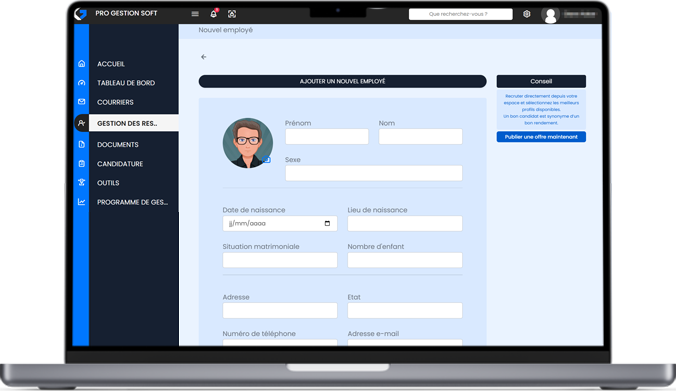 PRO GESTION SOFT
Que recherchez-vous ?
Nouvel employé
ACCUEIL
TABLEAU DE BORD
COURRIERS
GESTION DES RES..
DOCUMENTS
CANDIDATURE
OUTILS
PROGRAMME DE GES...
AJOUTER UN NOUVEL EMPLOYÉ
Prénom
Nom
Sexe
Date de naissance
Lieu de naissance
jj/mm/aaaa
Situation matrimoniale
Nombre d'enfant
Adresse
Etat
Numéro de téléphone
Adresse e-mail
Conseil
Recruter directement depuis votre
espace et sélectionnez les meilleurs
profils disponibles.
Un bon candidat est synonyme d'un
bon rendement.
Publier une offre maintenant